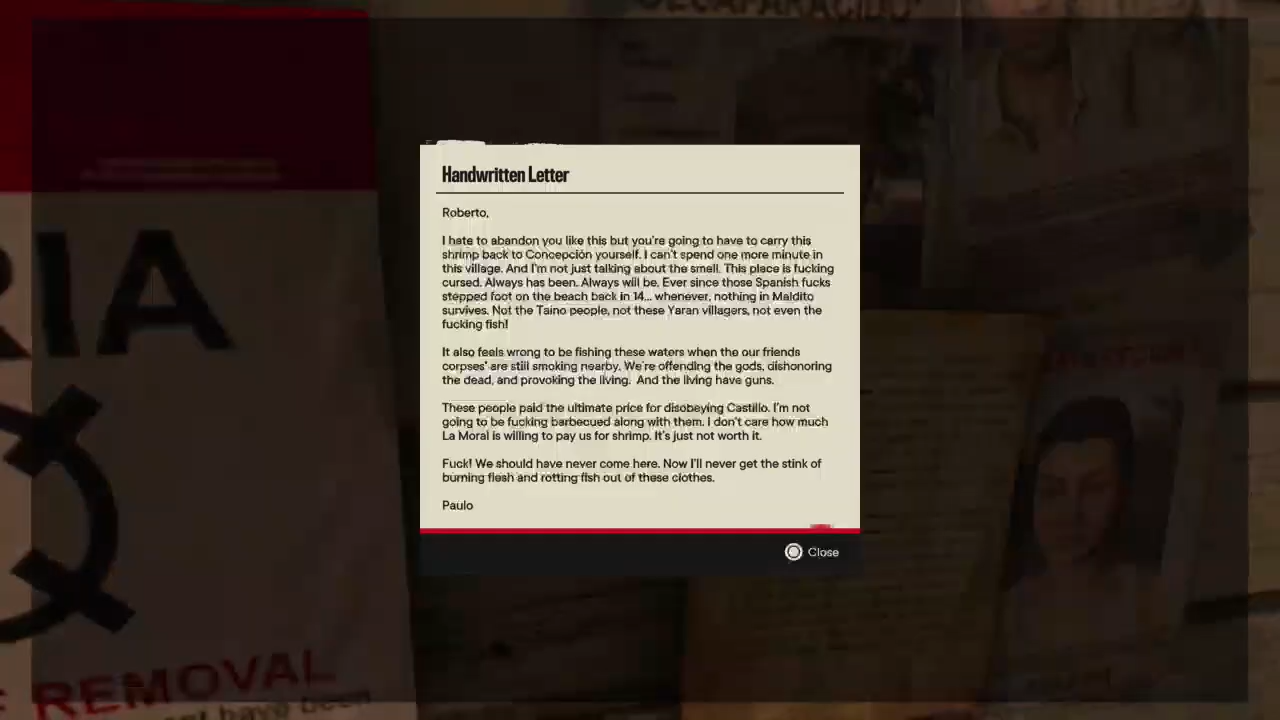 DESAPARACIDO
Handwritten Letter
Roberto,
I hate to abandon you like this but you're going to have to carry this
shrimp back to Concepción yourself. I can't spend one more minute in
this village. And I'm not just talking about the smell. This place is fucking
cursed. Always has been. Always will be. Ever since those Spanish fucks
stepped foot on the beach back in 14... whenever, nothing in Maldito
survives. Not the Taino people, not these Yaran villagers, not even the
fucking fish!
It also feels wrong to be fishing these waters when the our friends
corpses' are still smoking nearby. We're offending the gods, dishonoring
the dead, and provoking the living. And the living have guns.
These people paid the ultimate price for disobeying Castillo. I'm not
going to be fucking barbecued along with them. I don't care how much
La Moral is willing to pay us for shrimp. It's just not worth it.
Fuck! We should have never come here. Now I'll never get the stink of
burning flesh and rotting fish out of these clothes.
Paulo
Close
RIA
F REMOVAL
have been